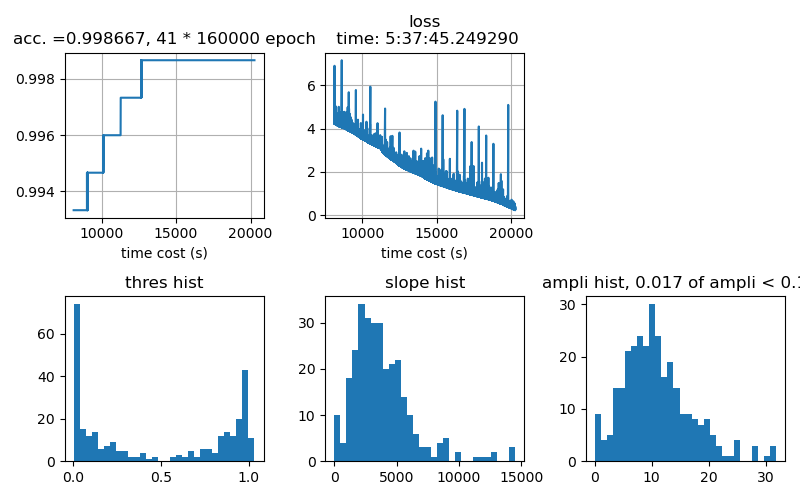 acc. =0.998667, 41 * 160000 epoch
loss
time: 5:37:45.249290
0.998
0.996
0.994
10000 15000 20000
time cost (s)
6
4
2
0
10000 15000 20000
time cost (s)
thres hist
60
40
20
0
0.0 0.5 1.0
slope hist
30
20
10
0
0 5000 10000 15000
ampli hist, 0.017 of ampli < 0.1
30
20
10
0
0 10 20 30